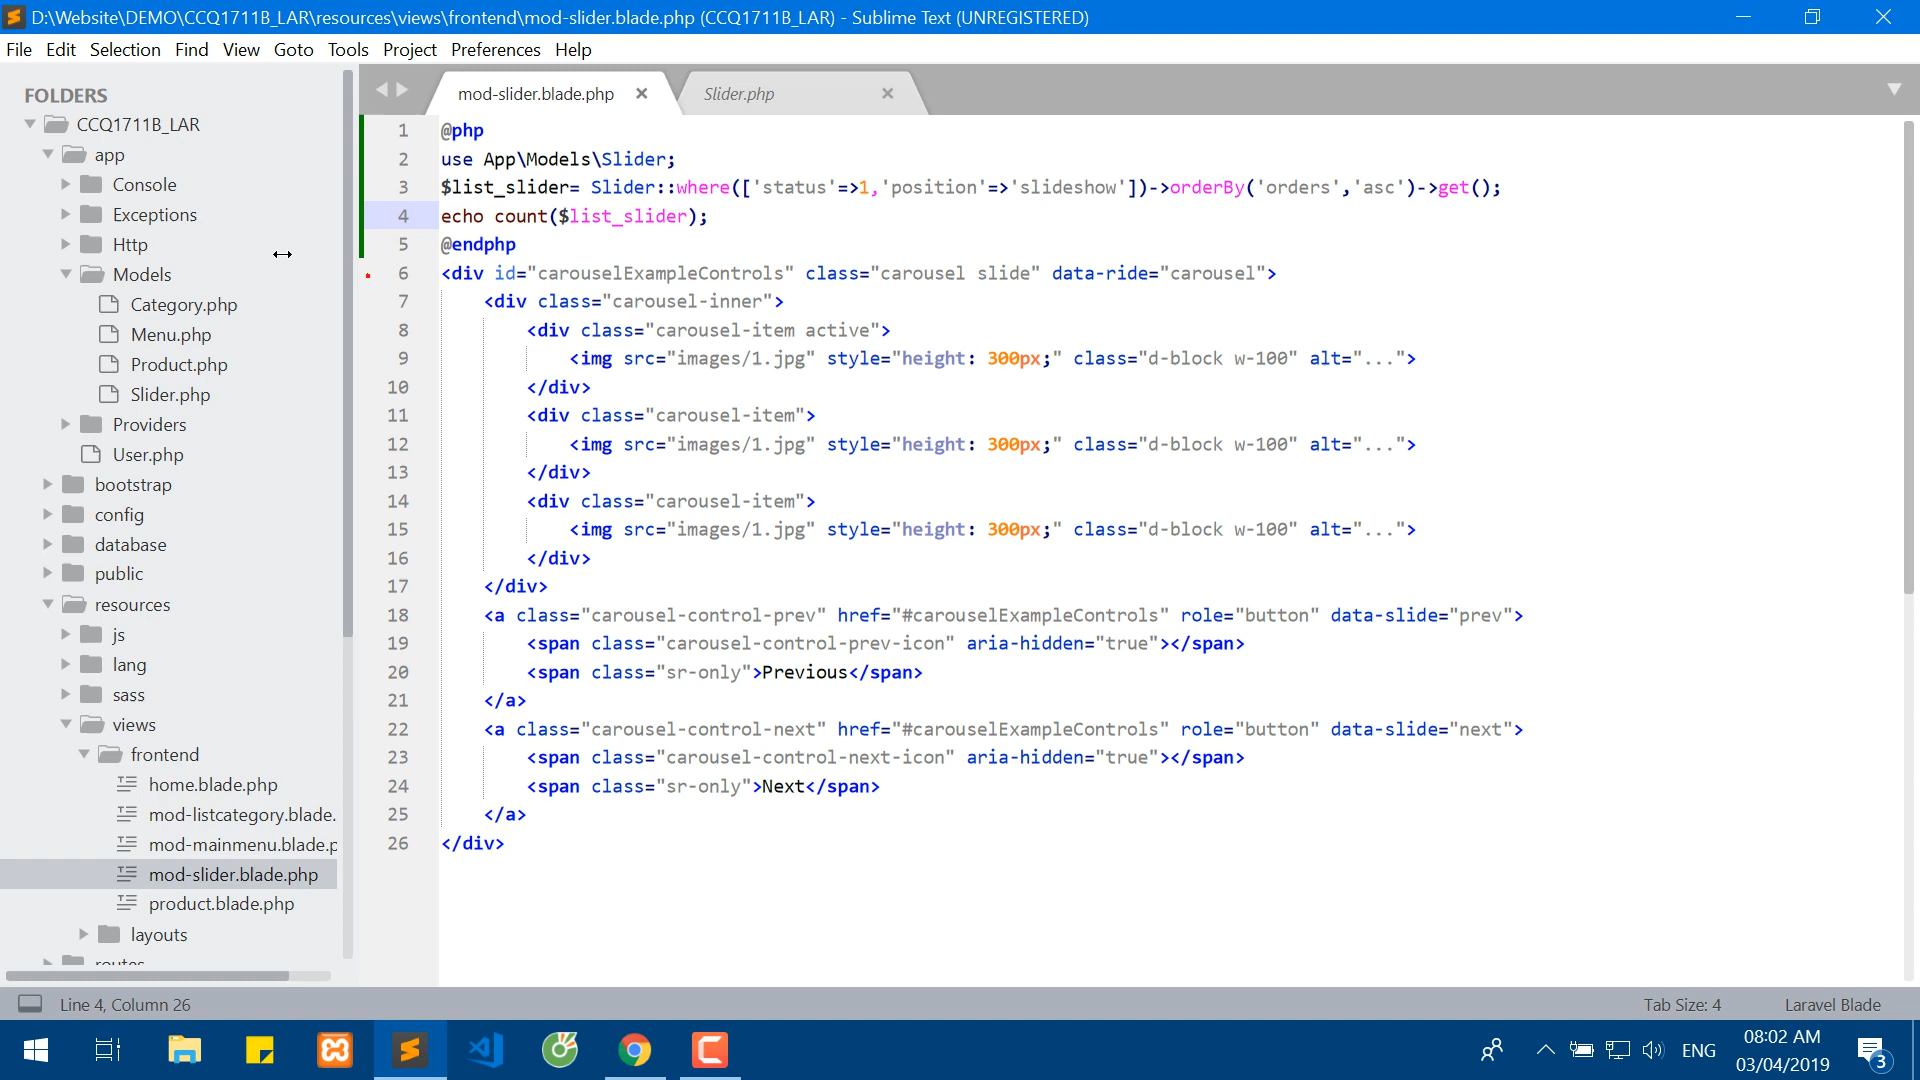 D:\Website\DEMO\CCQ1711B_LAR\resources\views\frontend\mod-slider.blade.php (CCQ1711B_LAR) - Sublime Text (UNREGISTERED)
File Edit Selection Find View Goto Tools Project Preferences Help
FOLDERS
CCQ1711B_LAR
app
Console
Exceptions
Http
Models
Category.php
Menu.php
Product.php
Slider.php
Providers
User.php
bootstrap
config
database
public
resources
js
lang
sass
views
frontend
home.blade.php
mod-listcategory.blade.
mod-mainmenu.blade.p
mod-slider.blade.php
product.blade.php
layouts
routes
mod-slider.blade.php
Slider.php
1 @php
2 use App\Models\Slider;
3 $list_slider= Slider::where(['status'=>1,'position'=>'slideshow'])->orderBy('orders','asc')->get();
4 echo count($list_slider);
5 @endphp
6 <div id="carouselExampleControls" class="carousel slide" data-ride="carousel">
7 <div class="carousel-inner">
8 <div class="carousel-item active">
9 <img src="images/1.jpg" style="height: 300px;" class="d-block w-100" alt="...">
10 </div>
11 <div class="carousel-item">
12 <img src="images/1.jpg" style="height: 300px;" class="d-block w-100" alt="...">
13 </div>
14 <div class="carousel-item">
15 <img src="images/1.jpg" style="height: 300px;" class="d-block w-100" alt="...">
16 </div>
17 </div>
18 <a class="carousel-control-prev" href="#carouselExampleControls" role="button" data-slide="prev">
19 <span class="carousel-control-prev-icon" aria-hidden="true"></span>
20 <span class="sr-only">Previous</span>
21 </a>
22 <a class="carousel-control-next" href="#carouselExampleControls" role="button" data-slide="next">
23 <span class="carousel-control-next-icon" aria-hidden="true"></span>
24 <span class="sr-only">Next</span>
25 </a>
26 </div>
Line 4, Column 26
Tab Size: 4
Laravel Blade
ENG
08:02 AM
03/04/2019
3